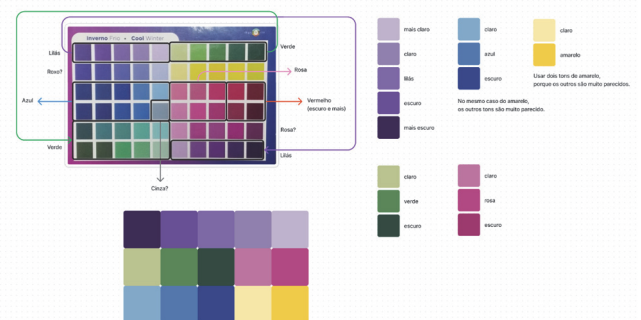 Inverno Frio • Cool Winter
Lilás
Roxo?
Azul
Verde
Cinza?
Verde
Rosa
Vermelho
(escuro e mais)
Rosa?
Lilás
mais claro
claro
lilás
escuro
mais escuro
claro
azul
escuro
No mesmo caso do amarelo,
os outros tons são muito parecidos.
claro
amarelo
Usar dois tons de amarelo,
porque os outros são muito parecidos.
claro
verde
escuro
claro
rosa
escuro